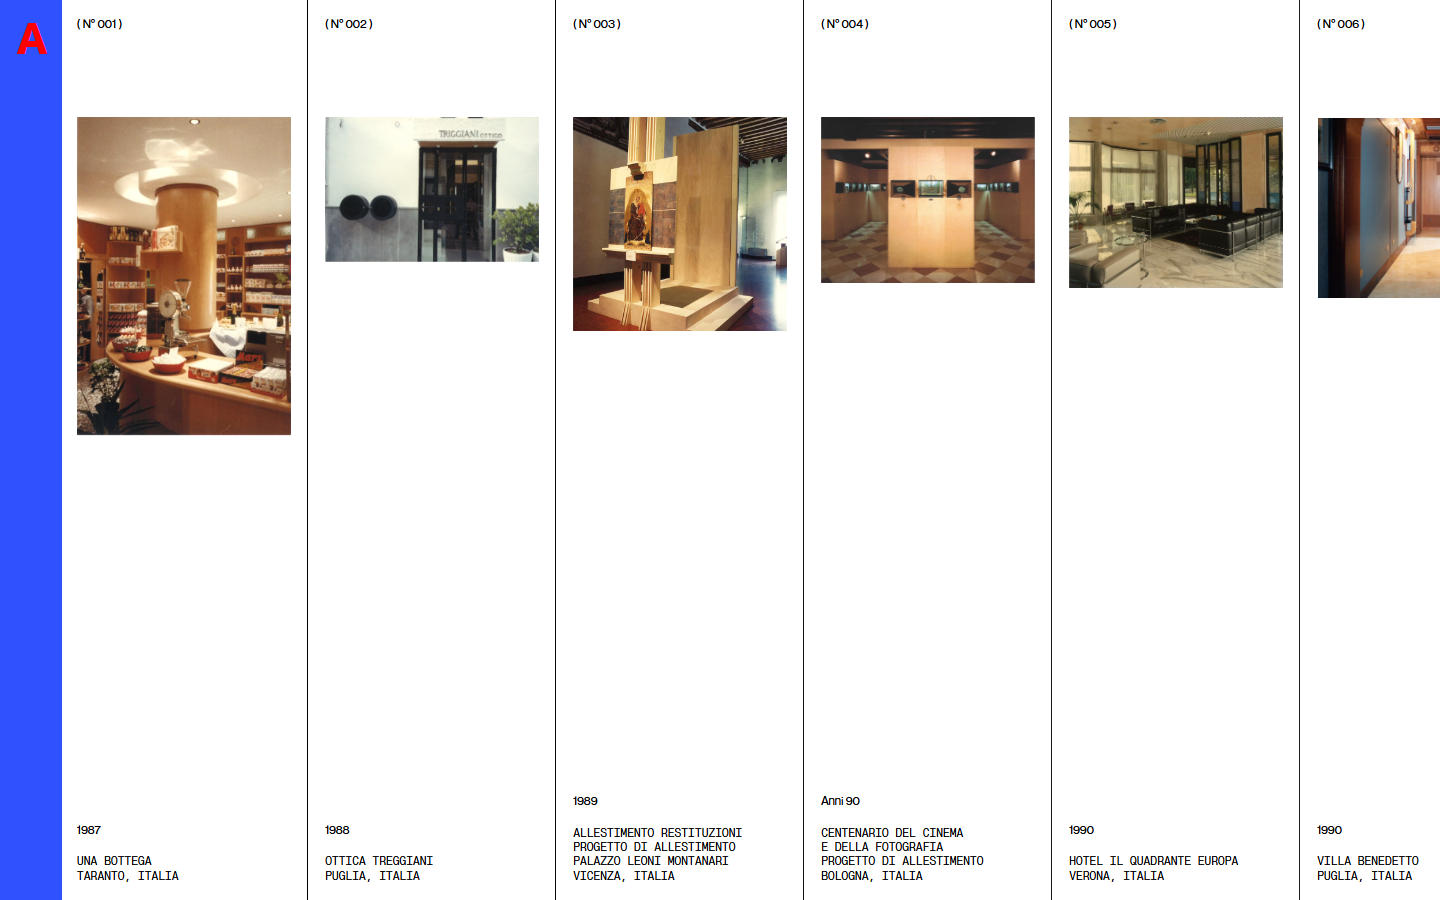 A
( N° 001 )
1987
UNA BOTTEGA
TARANTO, ITALIA
( N° 002 )
TRIGGIANI OTTICO
1988
OTTICA TREGGIANI
PUGLIA, ITALIA
( N° 003 )
1989
ALLESTIMENTO RESTITUZIONI
PROGETTO DI ALLESTIMENTO
PALAZZO LEONI MONTANARI
VICENZA, ITALIA
( N° 004 )
Anni 90
CENTENARIO DEL CINEMA
E DELLA FOTOGRAFIA
PROGETTO DI ALLESTIMENTO
BOLOGNA, ITALIA
( N° 005 )
1990
HOTEL IL QUADRANTE EUROPA
VERONA, ITALIA
( N° 006 )
1990
VILLA BENEDETTO
PUGLIA, ITALIA